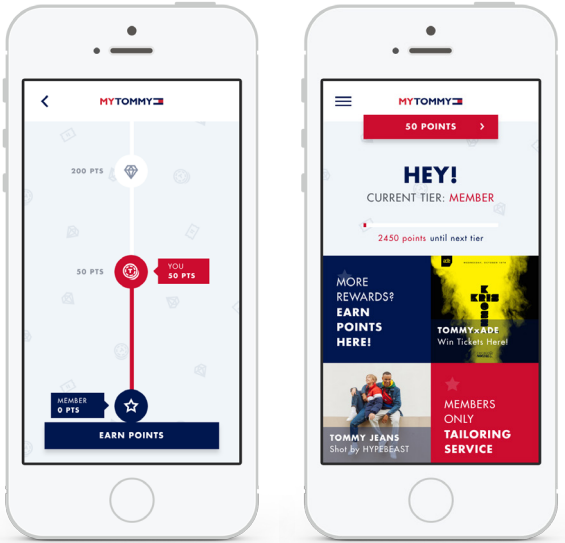 MYTOMMY
200 PTS
50 PTS
YOU
50 PTS
MEMBER
0 PTS
EARN POINTS
MYTOMMY
50 POINTS
HEY!
CURRENT TIER: MEMBER
2450 points until next tier
MORE
REWARDS?
EARN
POINTS
HERE!
KRIS
KROSS
TOMMYxADE
Win Tickets Here!
TOMMY JEANS
Shot by HYPEBEAST
MEMBERS
ONLY
TAILORING
SERVICE